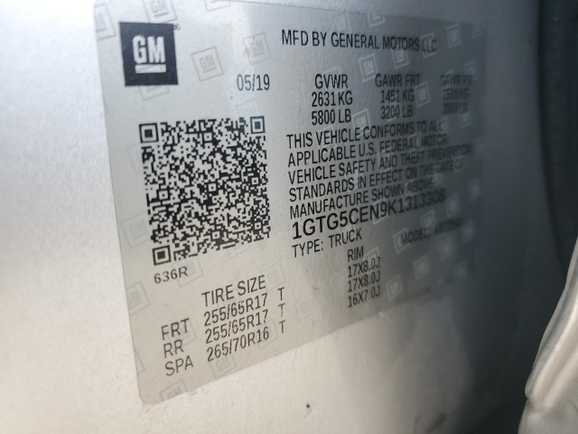 GM
MFD BY GENERAL MOTORS LLC
05/19 GVWR GAWR FRT
2631 KG 1451 KG
5800 LB 3200 LB
THIS VEHICLE CONFORMS TO ALL
APPLICABLE U.S. FEDERAL MOTOR
VEHICLE SAFETY AND THEFT PREVENTION
STANDARDS IN EFFECT ON THE DATE OF
MANUFACTURE SHOWN ABOVE.
1GTG5CEN9K1313308
TYPE: TRUCK
636R
TIRE SIZE RIM
FRT 255/65R17 T 17X8.0J
RR 255/65R17 T 17X8.0J
SPA 265/70R16 T 16X7.0J